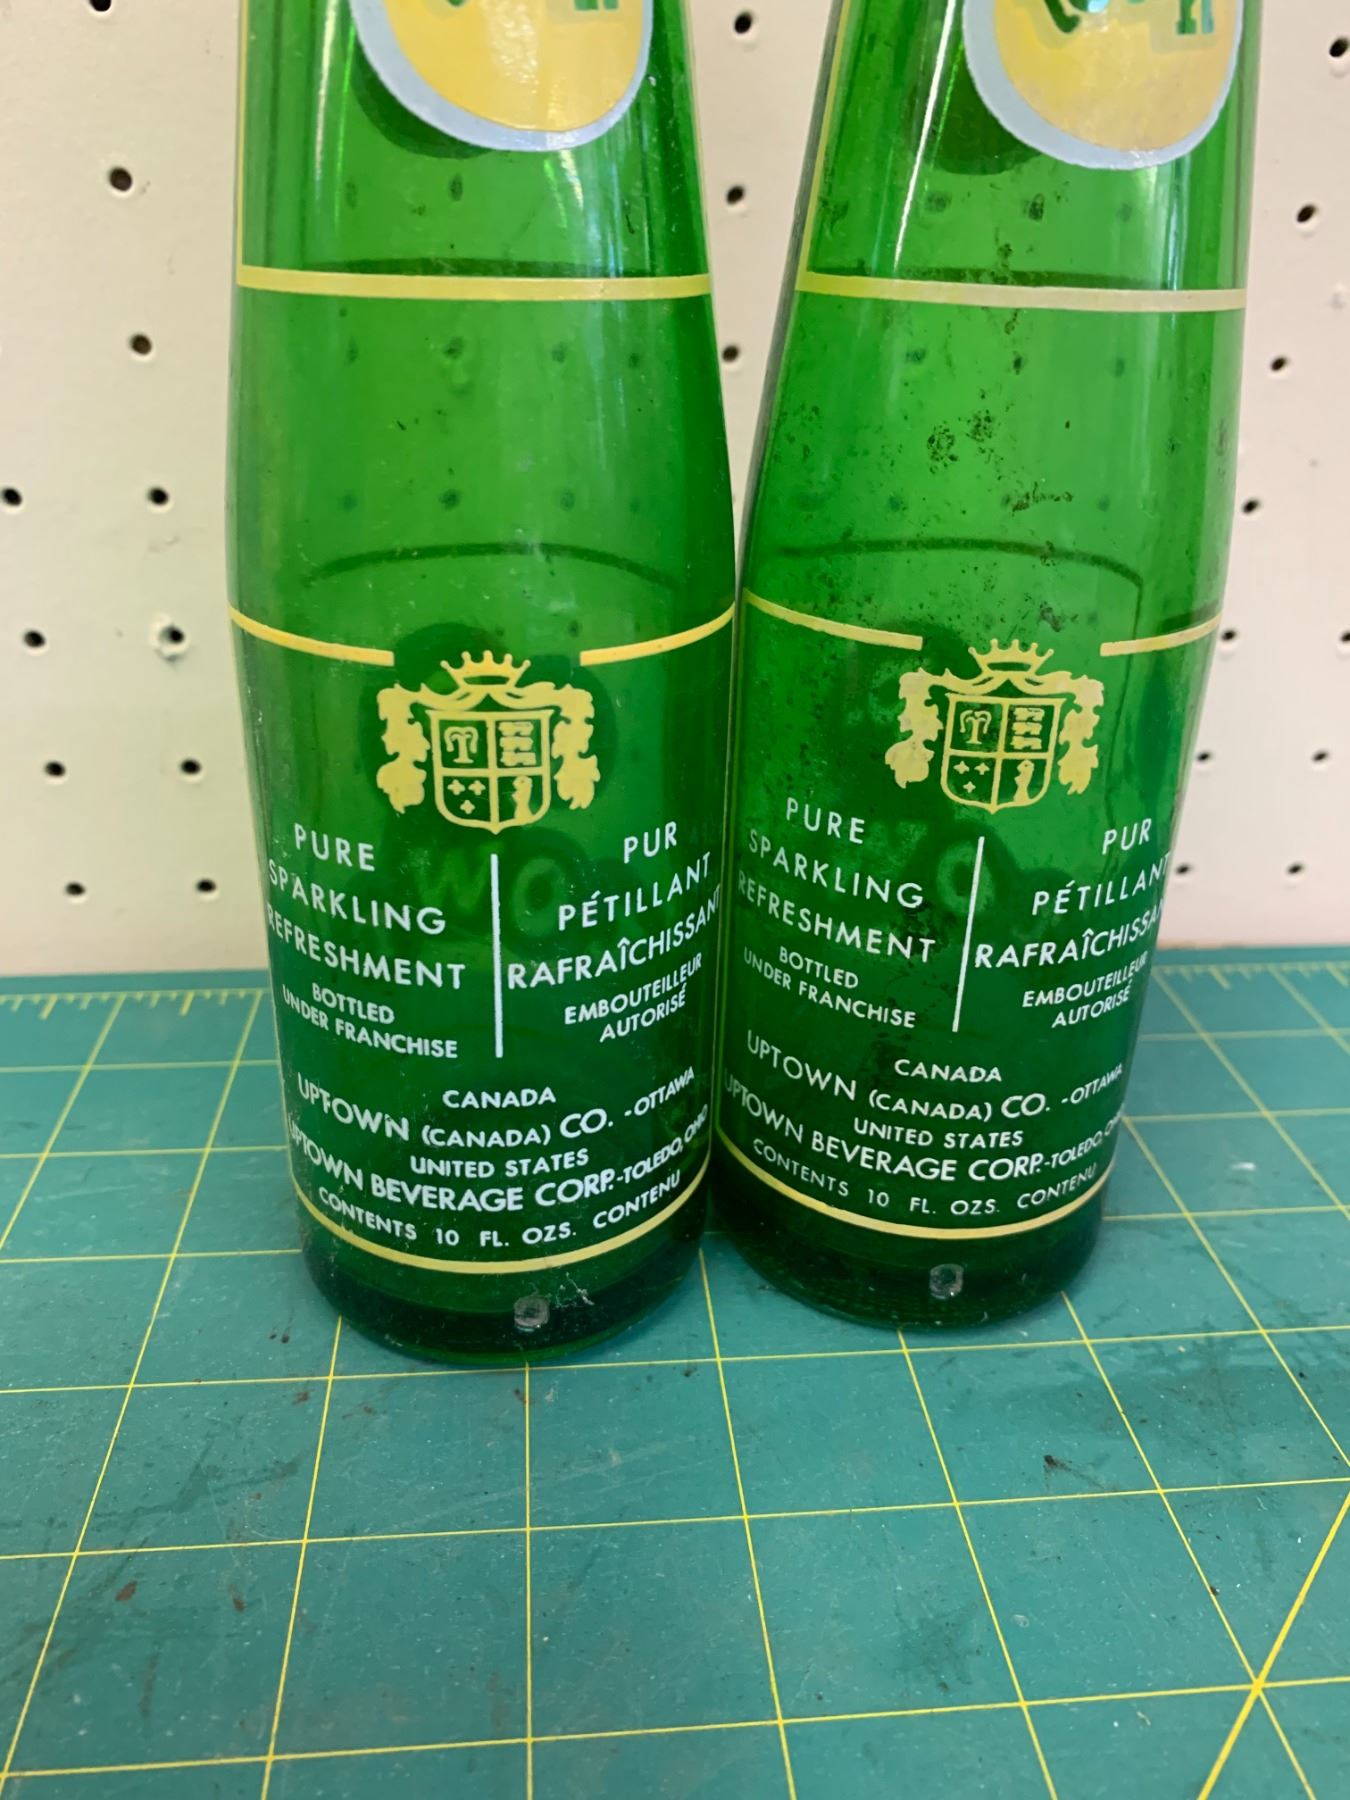 PURE
SPARKLING
REFRESHMENT
BOTTLED
UNDER FRANCHISE
PUR
PÉTILLANT
RAFRAÎCHISSANT
EMBOUTEILLEUR
AUTORISÉ
CANADA
UPTOWN (CANADA) CO. -OTTAWA
UNITED STATES
UPTOWN BEVERAGE CORP.-TOLEDO, OHIO
CONTENTS 10 FL. OZS. CONTENU
PURE
SPARKLING
REFRESHMENT
BOTTLED
UNDER FRANCHISE
PUR
PÉTILLANT
RAFRAÎCHISSANT
EMBOUTEILLEUR
AUTORISÉ
CANADA
UPTOWN (CANADA) CO. -OTTAWA
UNITED STATES
UPTOWN BEVERAGE CORP.-TOLEDO, OHIO
CONTENTS 10 FL. OZS. CONTENU